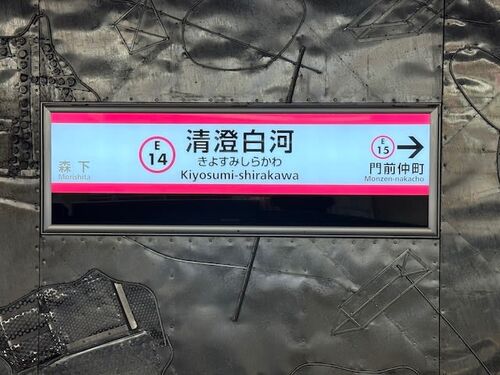 森下
Morishita
E
14
清澄白河
きよすみしらかわ
Kiyosumi-shirakawa
E
15
門前仲町
Monzen-nakacho